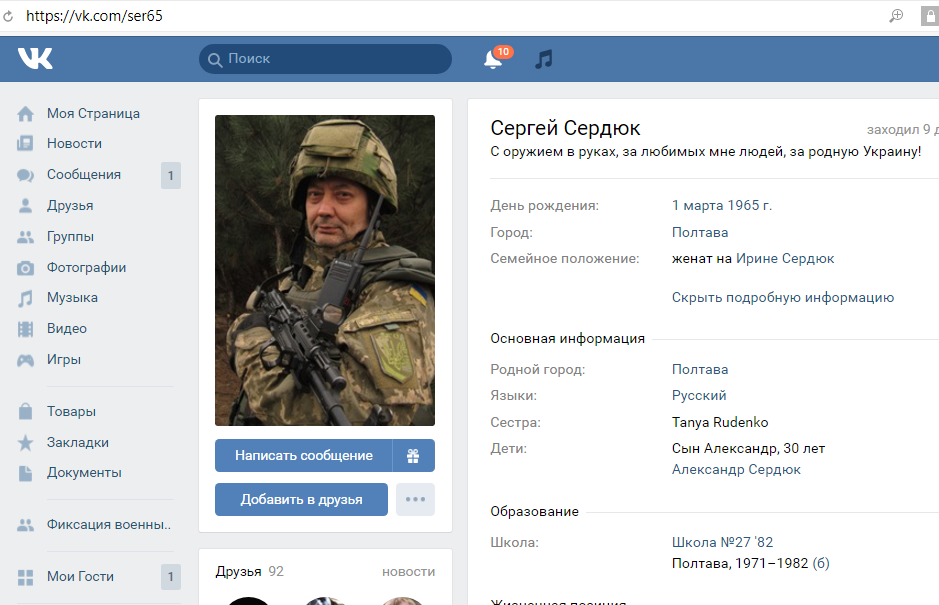 https://vk.com/ser65
VK
Поиск
10
Моя Страница
Новости
Сообщения 1
Друзья
Группы
Фотографии
Музыка
Видео
Игры
Товары
Закладки
Документы
Фиксация военны..
Мои Гости 1
Написать сообщение
Добавить в друзья
Друзья 92 новости
Сергей Сердюк заходил 9
С оружием в руках, за любимых мне людей, за родную Украину!
День рождения: 1 марта 1965 г.
Город: Полтава
Семейное положение: женат на Ирине Сердюк
Скрыть подробную информацию
Основная информация
Родной город: Полтава
Языки: Русский
Сестра: Tanya Rudenko
Дети: Сын Александр, 30 лет
Александр Сердюк
Образование
Школа: Школа №27 '82
Полтава, 1971–1982 (б)
Жизненная позиция